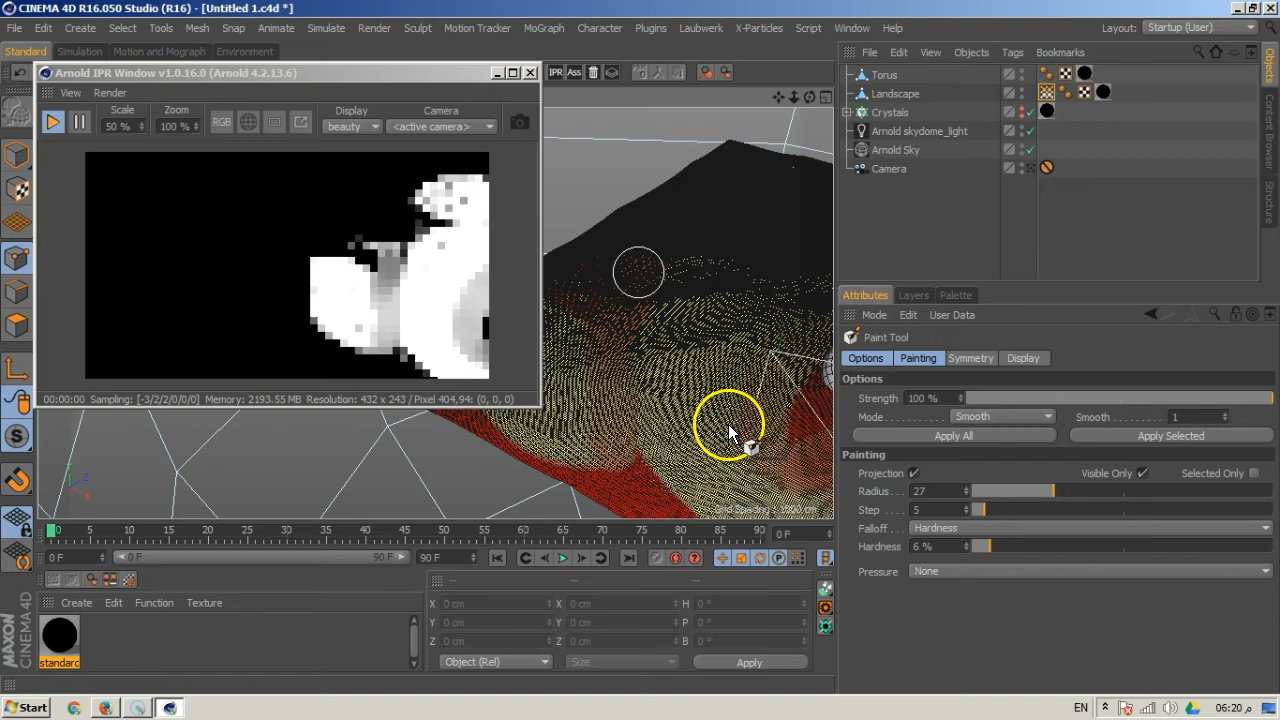 CINEMA 4D R16.050 Studio (R16) - [Untitled 1.c4d *]
File Edit Create Select Tools Mesh Snap Animate Simulate Render Sculpt Motion Tracker MoGraph Character Plugins Laubwerk X-Particles Script Window Layout: Startup (User)
Standard Simulation Motion and Mograph Environment
File Edit View Objects Tags Bookmarks
Arnold IPR Window v1.0.16.0 (Arnold 4.2.13.6)
IPR Ass
View Render
Scale Zoom Display Camera
50 % 100 % RGB beauty <active camera>
Torus
Landscape
Crystals
Arnold skydome_light
Arnold Sky
Camera
Objects
Content Browser
Structure
00:00:00 Sampling: [-3/2/2/0/0/0] Memory: 2193.55 MB Resolution: 432 x 243 / Pixel 404,94: (0, 0, 0)
Attributes Layers Palette
Mode Edit User Data
Paint Tool
Options Painting Symmetry Display
Options
Strength 100 %
Mode Smooth Smooth 1
Apply All Apply Selected
Painting
Projection Visible Only Selected Only
Radius 27
Step 5
Falloff Hardness
Hardness 6 %
Pressure None
Y
Z
X
0 5 10 15 20 25 30 35 40 45 50 55 60 65 70 75 80 85 90 0 F
0 F 0 F 90 F 90 F
Create Edit Function Texture
standard
-- -- --
X 0 cm X 0 cm H 0 °
Y 0 cm Y 0 cm P 0 °
Z 0 cm Z 0 cm B 0 °
Object (Rel) Size Apply
MAXON
CINEMA 4D
Start EN 06:20 م